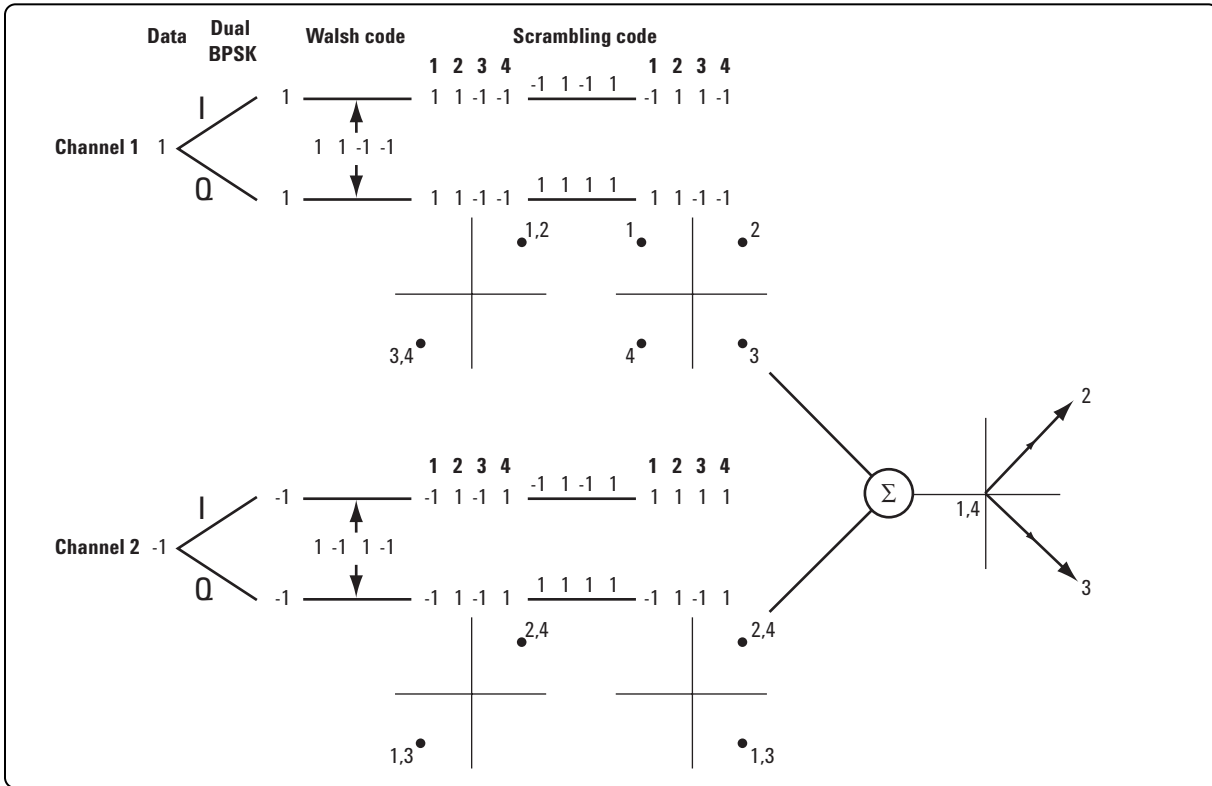 Data Dual BPSK Walsh code Scrambling code
1 2 3 4 1 2 3 4
-1 1 -1 1
I 1 1 1 -1 -1 -1 1 1 -1
Channel 1 1 1 1 -1 -1
1 1 1 1
Q 1 1 1 -1 -1 1 1 -1 -1
1,2 1 2
3,4 4 3
2
1 2 3 4 1 2 3 4
-1 1 -1 1
I -1 -1 1 -1 1 1 1 1 1
Σ
1,4
Channel 2 -1 1 -1 1 -1
3
1 1 1 1
Q -1 -1 1 -1 1 -1 1 -1 1
2,4 2,4
1,3 1,3